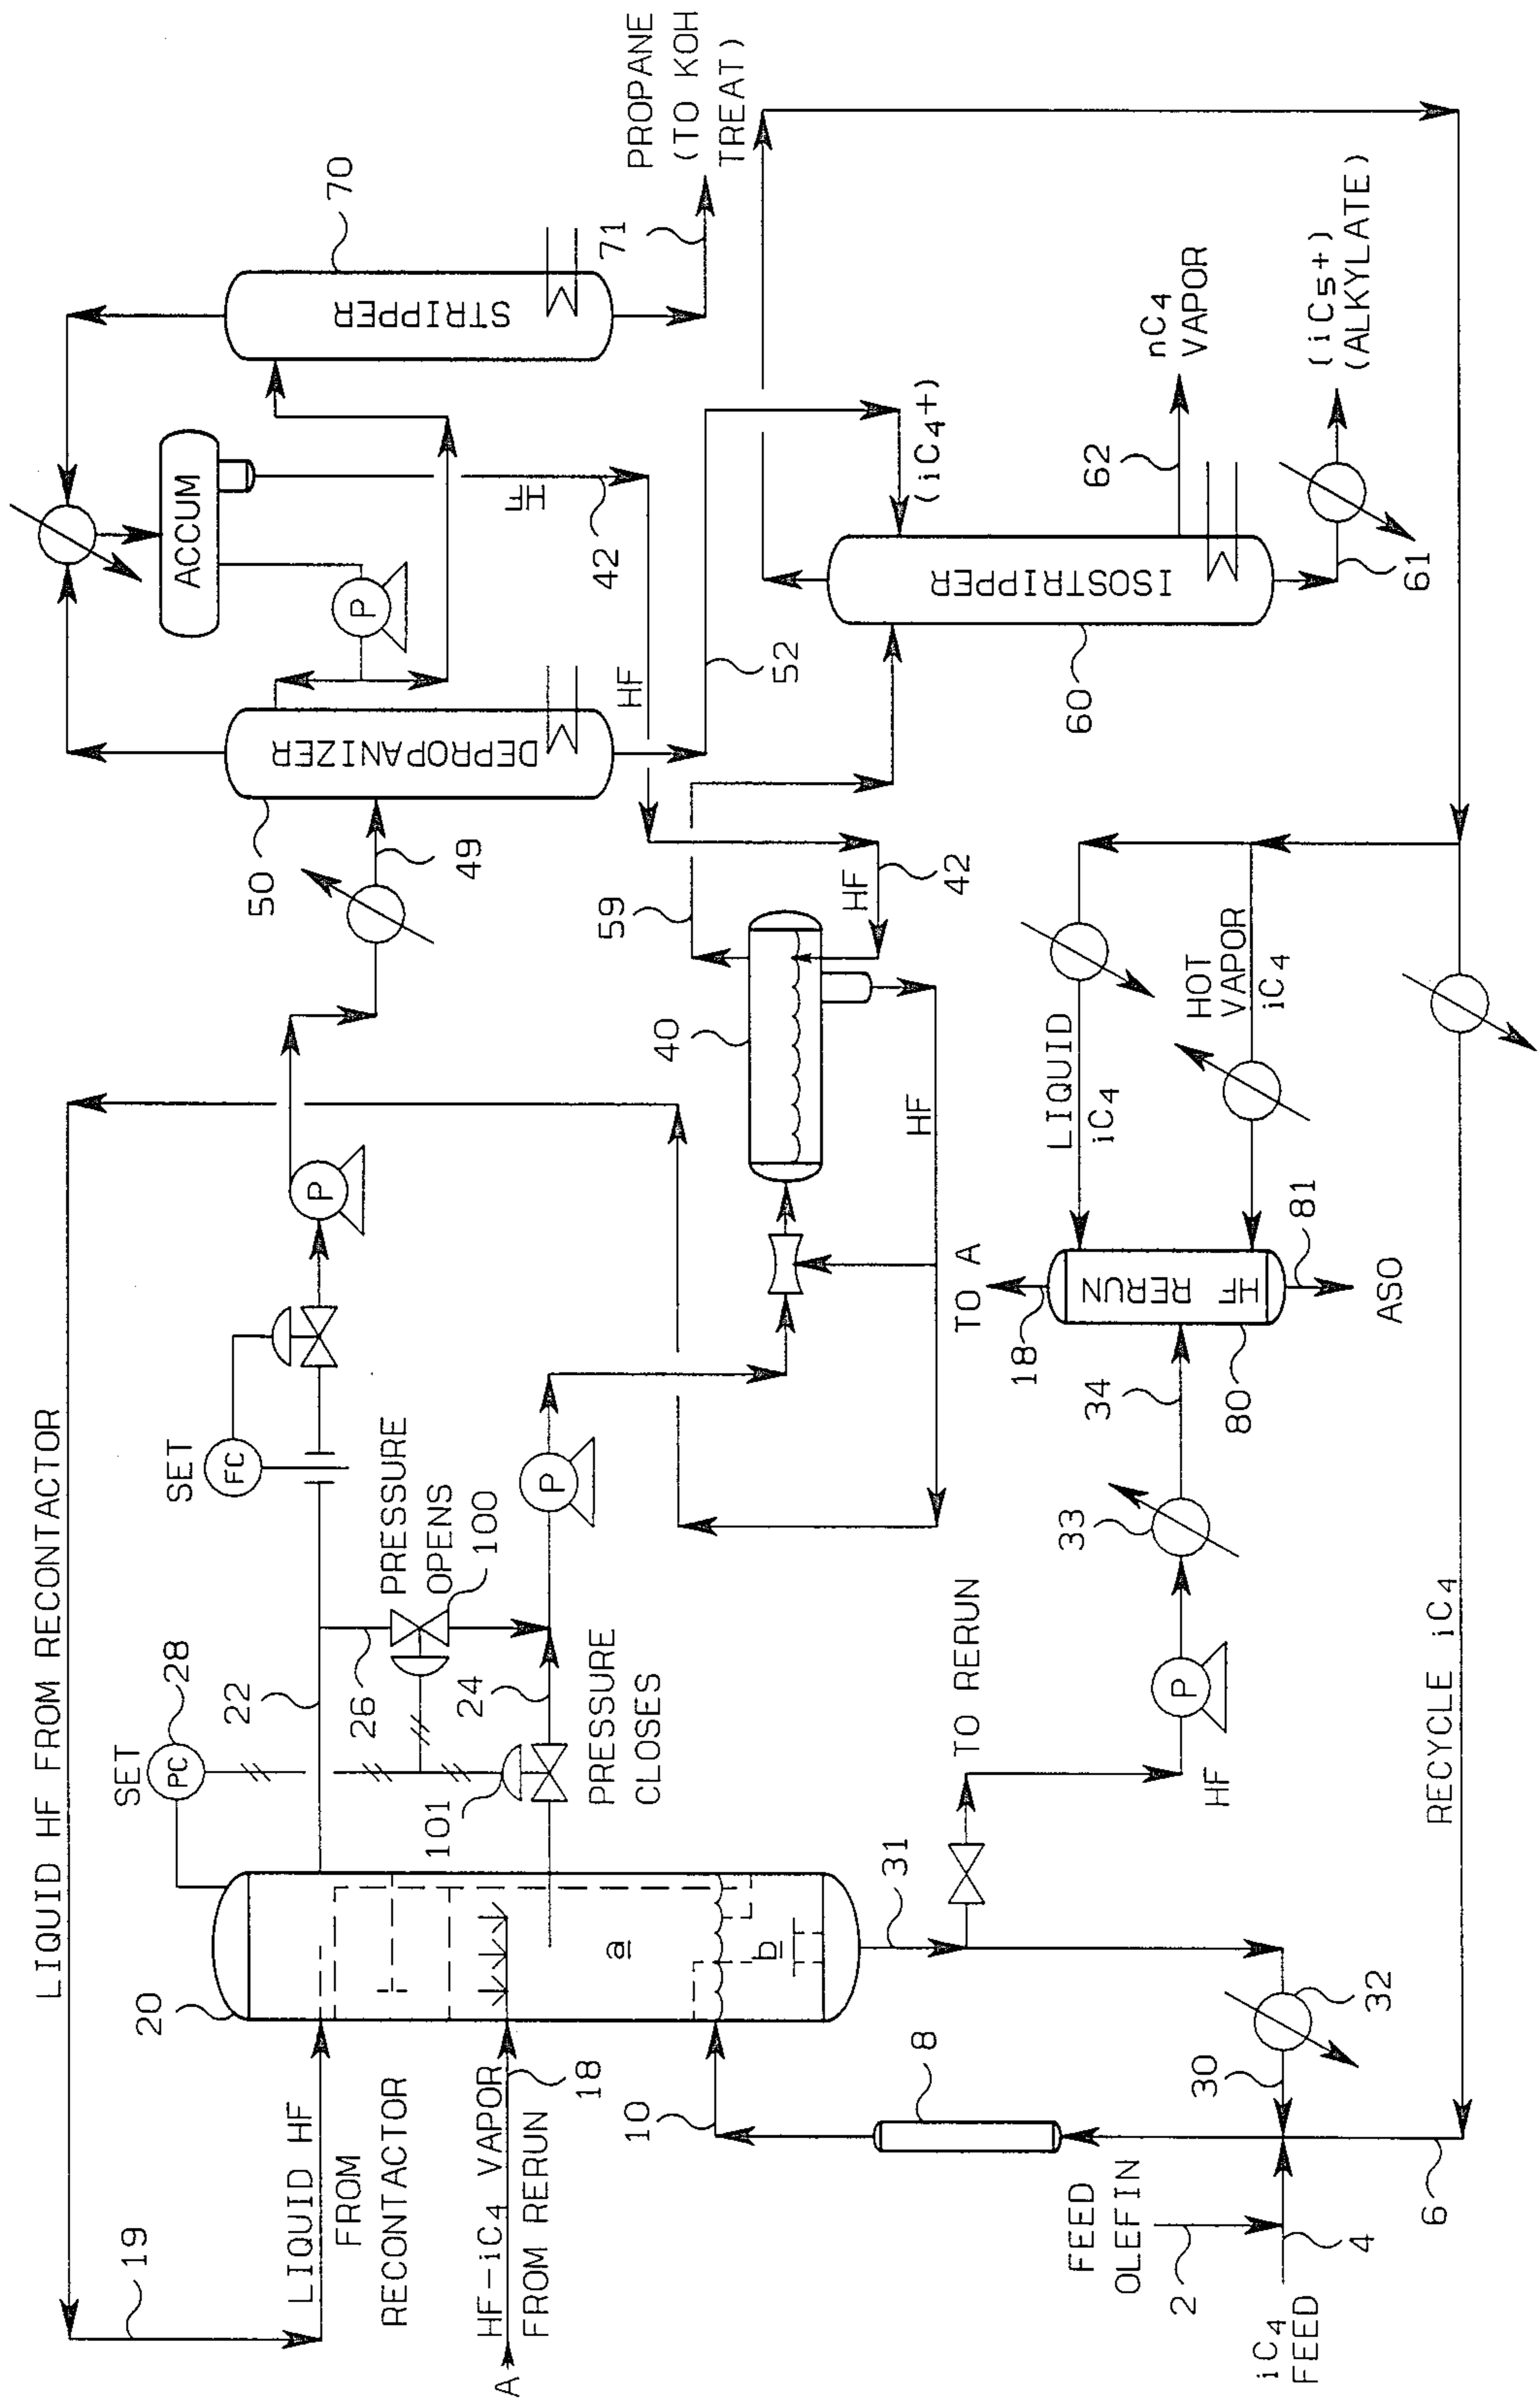 LIQUID HF FROM RECONTACTOR
19
LIQUID HF
FROM
RECONTACTOR
A
HF-iC4 VAPOR
FROM RERUN
18
20
SET
PC
28
22
26
24
101
PRESSURE
CLOSES
PRESSURE
OPENS
100
SET
FC
P
P
a
b
10
8
FEED
OLEFIN
2
iC4
FEED
4
6
30
32
31
TO RERUN
HF
P
33
34
80
HF RERUN
18
TO A
81
ASO
LIQUID
iC4
HOT
VAPOR
iC4
RECYCLE iC4
40
HF
59
HF
42
49
50
DEPROPANIZER
P
ACCUM
HF
42
HF
52
STRIPPER
70
71
PROPANE
(TO KOH
TREAT)
60
ISOSTRIPPER
(iC4+)
62
nC4
VAPOR
61
(iC5+)
(ALKYLATE)